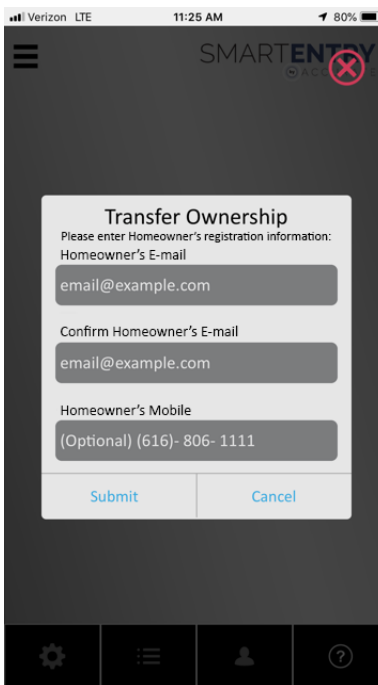 Verizon LTE 11:25 AM 80%
SMARTENTRY
Transfer Ownership
Please enter Homeowner's registration information:
Homeowner's E-mail
email@example.com
Confirm Homeowner's E-mail
email@example.com
Homeowner's Mobile
(Optional) (616)- 806- 1111
Submit Cancel
?